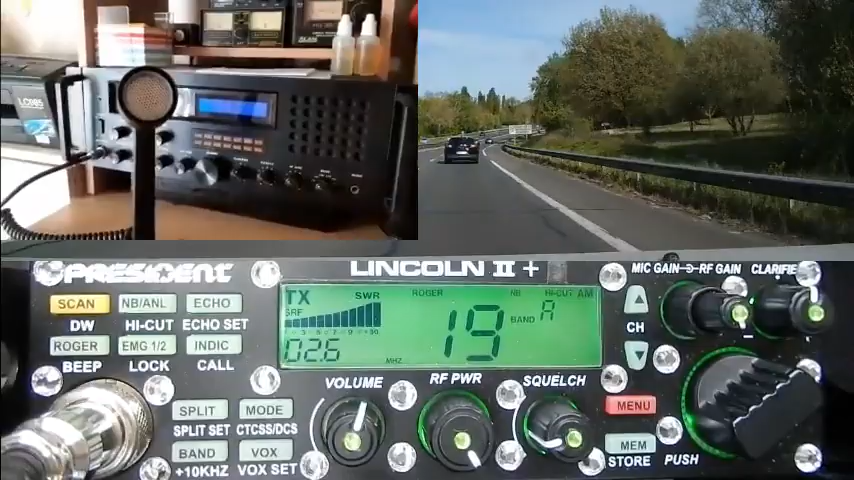 PRESIDENT LINCOLN II + MIC GAIN RF GAIN CLARIFIER
SCAN NB/ANL ECHO
DW HI-CUT ECHO SET
ROGER EMG 1/2 INDIC
BEEP LOCK CALL
TX SWR ROGER NB HI-CUT AM
SRF
02.6 MHZ 19 BAND A
CH
VOLUME RF PWR SQUELCH
SPLIT MODE MENU
SPLIT SET CTCSS/DCS
BAND VOX MEM
+10KHZ VOX SET STORE PUSH